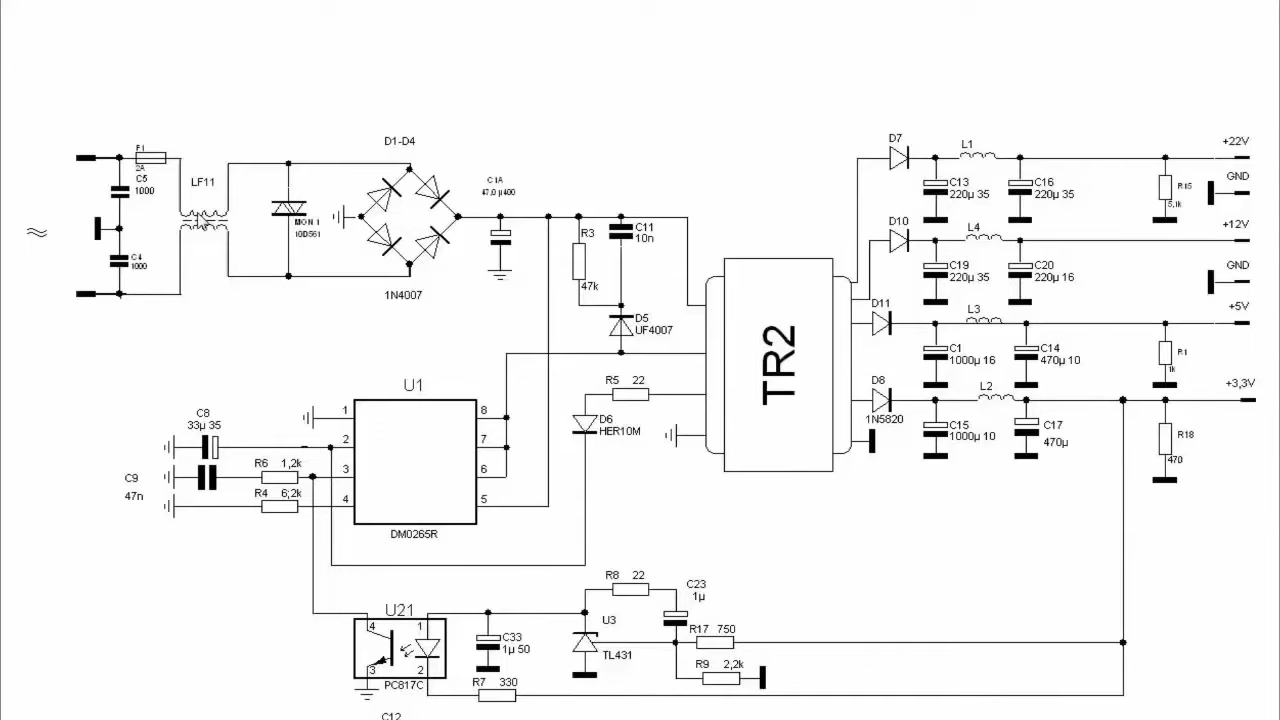 F1
2A
C5
1000
C4
1000
≈
LF11
MON 1
10D561
D1-D4
1N4007
C1A
47,0 µ400
R3
47k
C11
10n
D5
UF4007
R5 22
D6
HER10M
TR2
U1
1
2
3
4
8
7
6
5
DM0265R
C8
33µ 35
C9
47n
R6 1,2k
R4 6,2k
D7
L1
C13
220µ 35
C16
220µ 35
R15
5,1k
+22V
GND
D10
L4
C19
220µ 35
C20
220µ 16
+12V
GND
D11
L3
C1
1000µ 16
C14
470µ 10
R1
1k
+5V
D8
1N5820
L2
C15
1000µ 10
C17
470µ
R18
470
+3,3V
U21
4
1
3
2
PC817C
C33
1µ 50
R7 330
R8 22
C23
1µ
U3
TL431
R17 750
R9 2,2k
C12